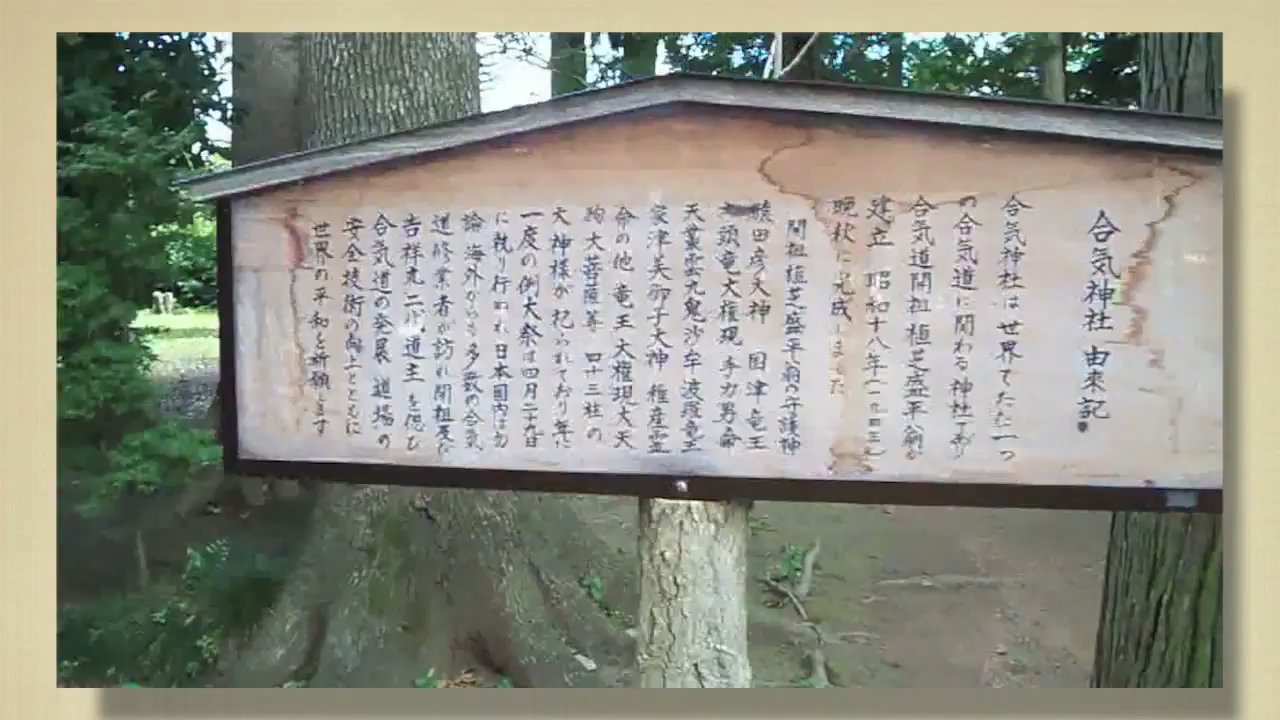 合気神社 由来記
合気神社は 世界でただ一つ
の 合気道に関わる神社であり
合気道開祖 植芝盛平翁が
建立 昭和十八年(一九四三)
晩秋に完成しました
開祖植芝盛平翁の守護神
猿田彦大神 国津竜王
九頭竜大権現 手力男命
天叢雲九鬼沙牟波羅竜王
家津美御子大神 稚産霊
命の他 竜王 大権現 大天
狗 大菩薩等 四十三柱の
大神様が祀られており 年に
一度の例大祭は四月二十九日
に執り行われ 日本国内は勿
論 海外からも多数の合気
道修業者が訪れ 開祖及び
吉祥丸 二代道主を偲び
合気道の発展 道場の
安全 技術の向上とともに
世界の平和を祈願します